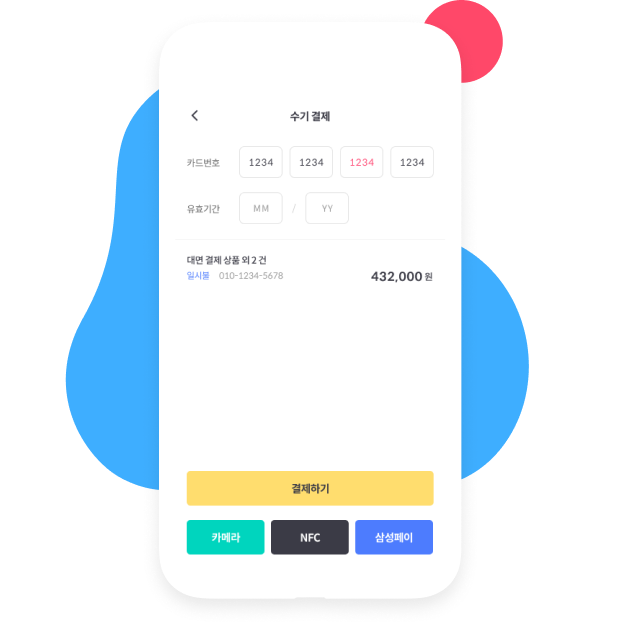 수기 결제
카드번호 1234 1234 1234 1234
유효기간 MM / YY
대면 결제 상품 외 2 건
일시불 010-1234-5678 432,000 원
결제하기
카메라 NFC 삼성페이